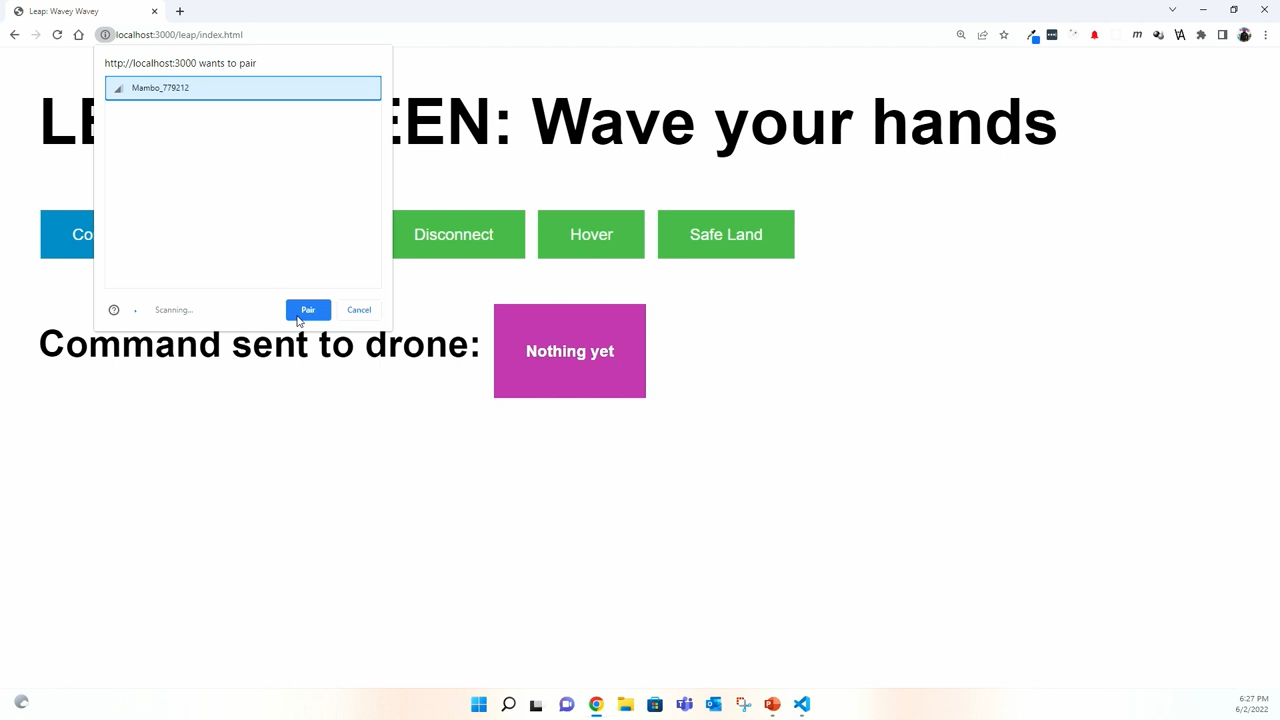 Leap: Wavey Wavey
localhost:3000/leap/index.html
http://localhost:3000 wants to pair
Mambo_779212
LE EEN: Wave your hands
Co Disconnect Hover Safe Land
Scanning... Pair Cancel
Command sent to drone: Nothing yet
6:27 PM
6/2/2022